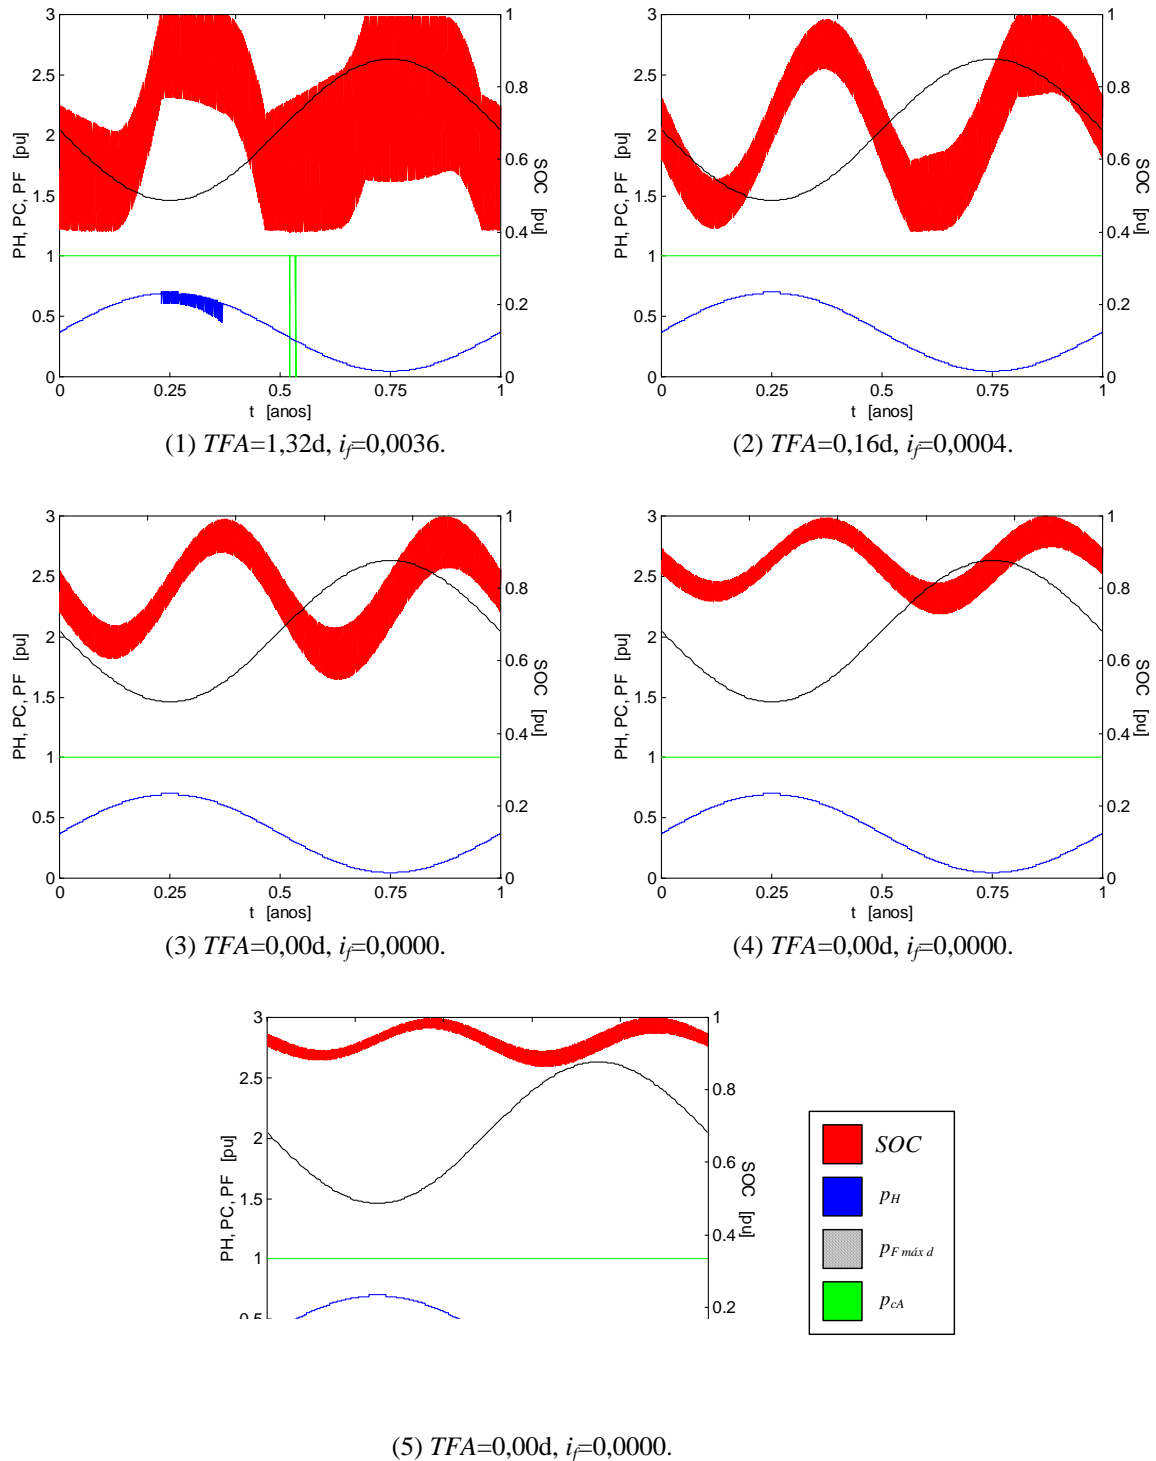 3
2.5
2
1.5
1
0.5
0
PH, PC, PF [pu]
0 0.25 0.5 0.75 1
t [anos]
1
0.8
0.6
0.4
0.2
0
SOC [pu]
(1) TFA=1,32d, if=0,0036.
3
2.5
2
1.5
1
0.5
0
PH, PC, PF [pu]
0 0.25 0.5 0.75 1
t [anos]
1
0.8
0.6
0.4
0.2
0
SOC [pu]
(2) TFA=0,16d, if=0,0004.
3
2.5
2
1.5
1
0.5
0
PH, PC, PF [pu]
0 0.25 0.5 0.75 1
t [anos]
1
0.8
0.6
0.4
0.2
0
SOC [pu]
(3) TFA=0,00d, if=0,0000.
3
2.5
2
1.5
1
0.5
0
PH, PC, PF [pu]
0 0.25 0.5 0.75 1
t [anos]
1
0.8
0.6
0.4
0.2
0
SOC [pu]
(4) TFA=0,00d, if=0,0000.
3
2.5
2
1.5
1
0.5
PH, PC, PF [pu]
1
0.8
0.6
0.4
0.2
SOC [pu]
SOC
pH
pF máx d
pcA
(5) TFA=0,00d, if=0,0000.